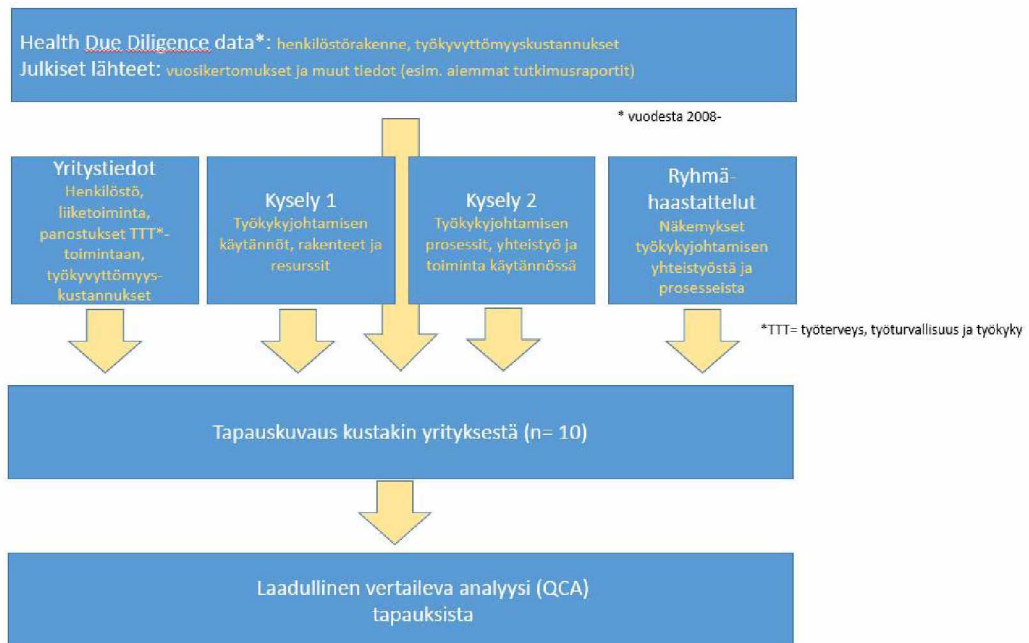 Health Due Diligence data*: henkilöstörakenne, työkyvyttömyyskustannukset
Julkiset lähteet: vuosikertomukset ja muut tiedot (esim. aiemmat tutkimusraportit)
* vuodesta 2008-
Yritystiedot
Henkilöstö,
liiketoiminta,
panostukset TTT*-
toimintaan,
työkyvyttömyys-
kustannukset
Kysely 1
Työkykyjohtamisen
käytännöt, rakenteet ja
resurssit
Kysely 2
Työkykyjohtamisen
prosessit, yhteistyö ja
toiminta käytännössä
Ryhmä-
haastattelut
Näkemykset
työkykyjohtamisen
yhteistyöstä ja
prosesseista
*TTT= työterveys, työturvallisuus ja työkyky
Tapauskuvaus kustakin yrityksestä (n= 10)
Laadullinen vertaileva analyysi (QCA)
tapauksista